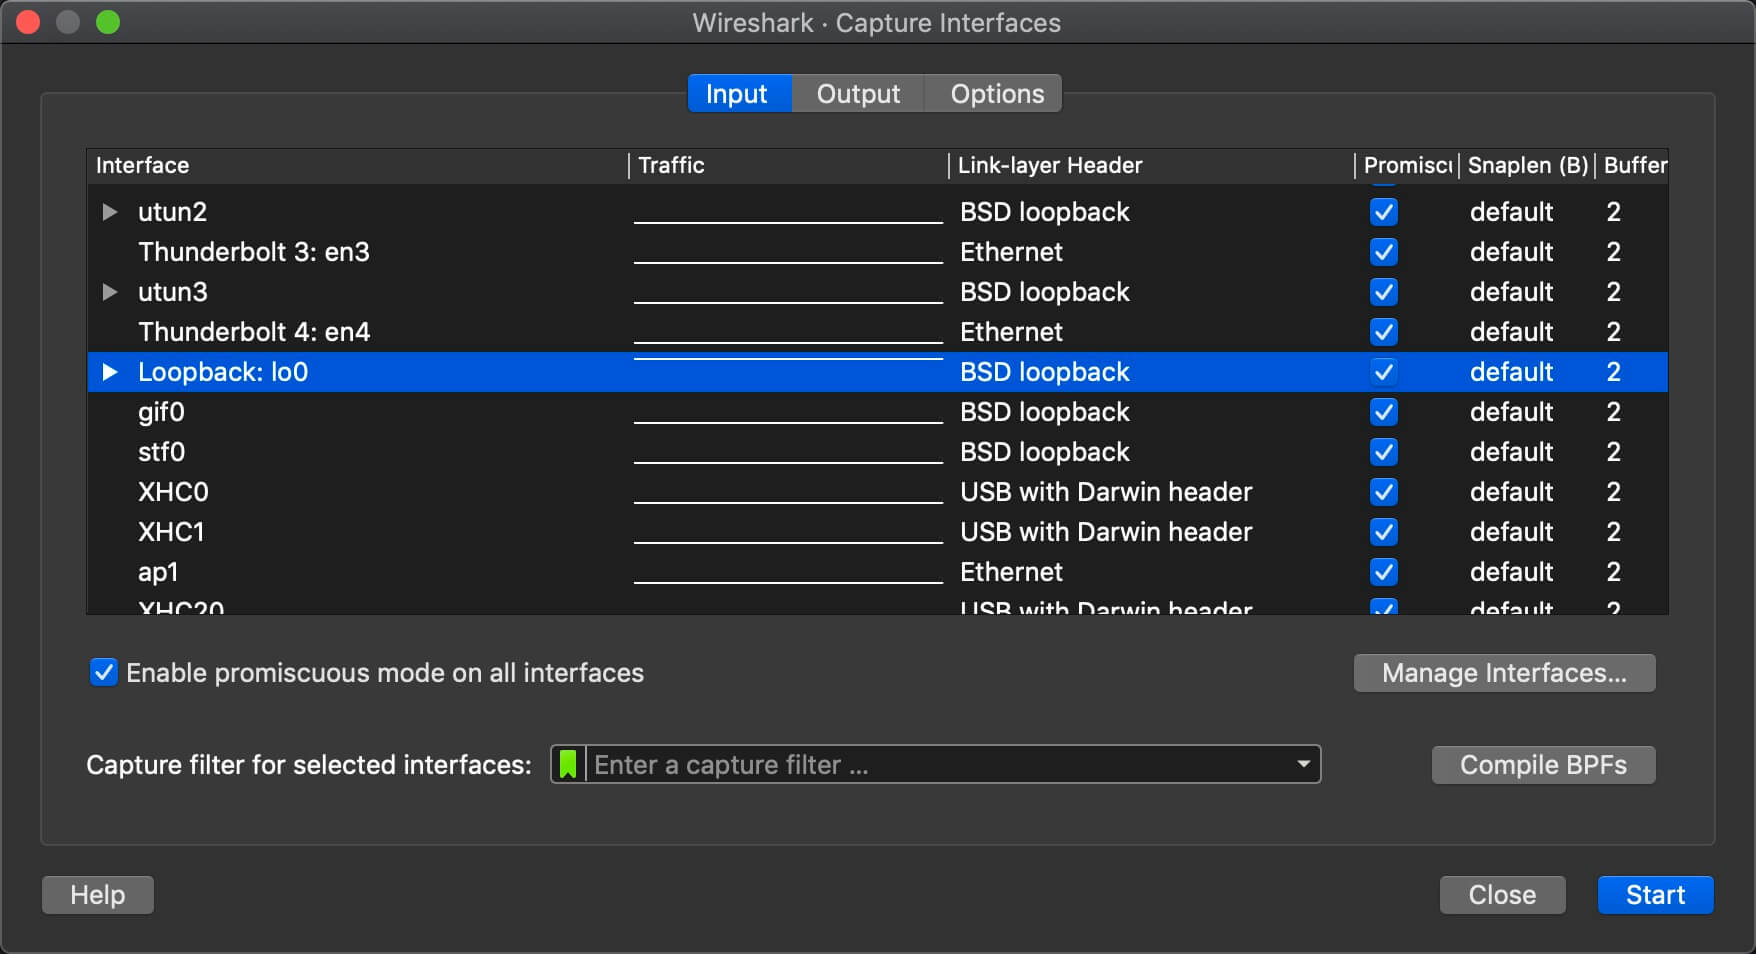 Wireshark · Capture Interfaces
Input Output Options
Interface Traffic Link-layer Header Promiscu Snaplen (B) Buffer
utun2 BSD loopback default 2
Thunderbolt 3: en3 Ethernet default 2
utun3 BSD loopback default 2
Thunderbolt 4: en4 Ethernet default 2
Loopback: lo0 BSD loopback default 2
gif0 BSD loopback default 2
stf0 BSD loopback default 2
XHC0 USB with Darwin header default 2
XHC1 USB with Darwin header default 2
ap1 Ethernet default 2
XHC20 USB with Darwin header default 2
Enable promiscuous mode on all interfaces Manage Interfaces...
Capture filter for selected interfaces: Enter a capture filter ... Compile BPFs
Help Close Start